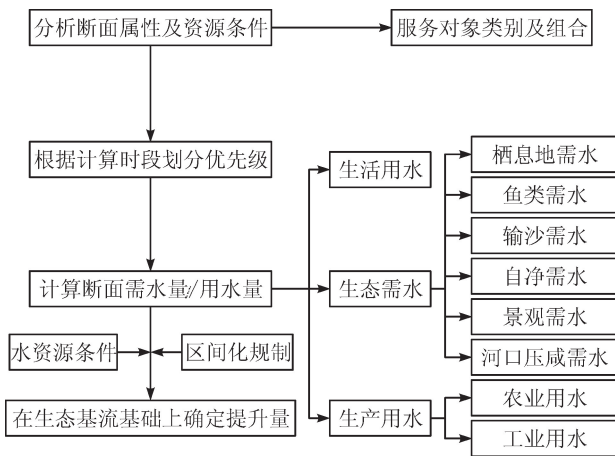 分析断面属性及资源条件
服务对象类别及组合
根据计算时段划分优先级
计算断面需水量/用水量
水资源条件
区间化规制
在生态基流基础上确定提升量
生活用水
生态需水
生产用水
栖息地需水
鱼类需水
输沙需水
自净需水
景观需水
河口压咸需水
农业用水
工业用水